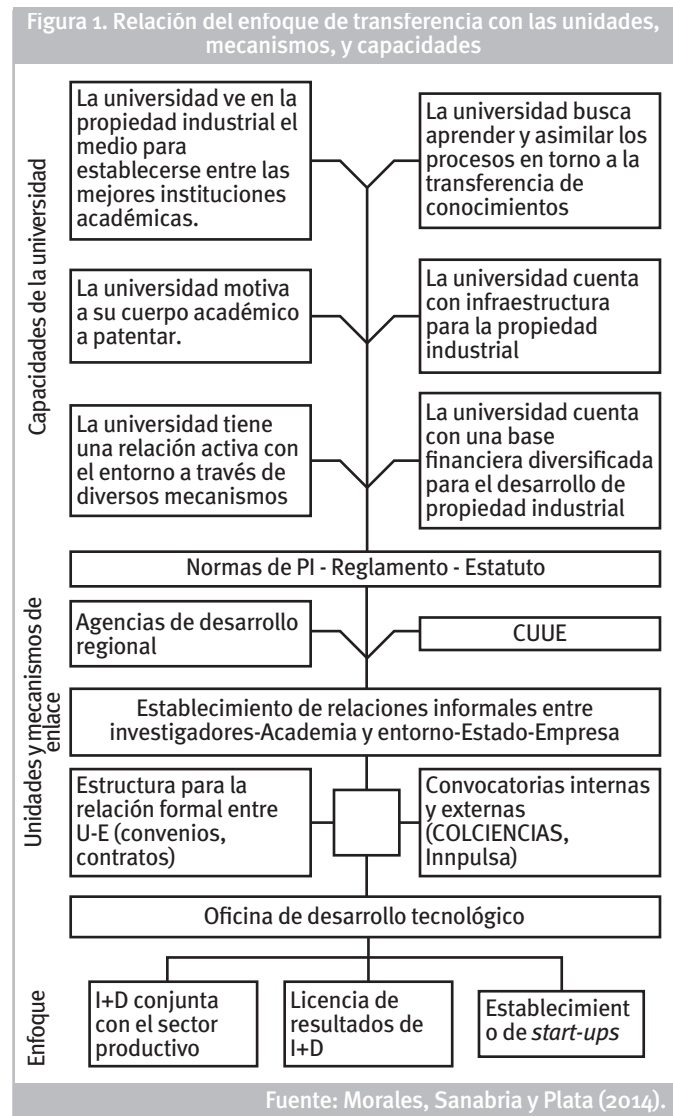 Figura 1. Relación del enfoque de transferencia con las unidades,
mecanismos, y capacidades
Capacidades de la universidad
La universidad ve en la
propiedad industrial el
medio para
establecerse entre las
mejores instituciones
académicas.
La universidad busca
aprender y asimilar los
procesos en torno a la
transferencia de
conocimientos
La universidad motiva
a su cuerpo académico
a patentar.
La universidad cuenta
con infraestructura
para la propiedad
industrial
La universidad tiene
una relación activa con
el entorno a través de
diversos mecanismos
La universidad cuenta
con una base
financiera diversificada
para el desarrollo de
propiedad industrial
Normas de PI - Reglamento - Estatuto
Unidades y mecanismos de
enlace
Agencias de desarrollo
regional
CUUE
Establecimiento de relaciones informales entre
investigadores-Academia y entorno-Estado-Empresa
Estructura para la
relación formal entre
U-E (convenios,
contratos)
Convocatorias internas
y externas
(COLCIENCIAS,
Innpulsa)
Oficina de desarrollo tecnológico
Enfoque
I+D conjunta
con el sector
productivo
Licencia de
resultados de
I+D
Establecimient
o de start-ups
Fuente: Morales, Sanabria y Plata (2014).